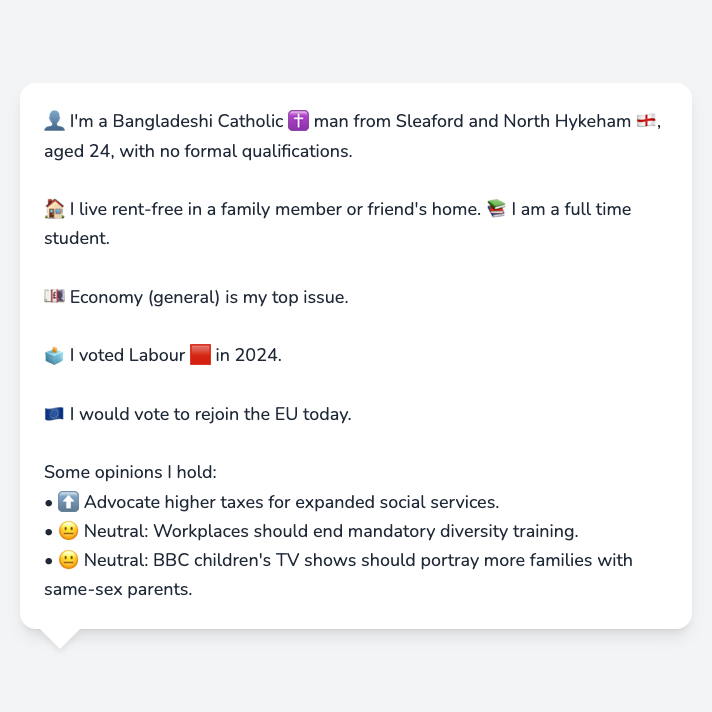 👤 I'm a Bangladeshi Catholic ✝️ man from Sleaford and North Hykeham 🏴󠁧󠁢󠁥󠁮󠁧󠁿,
aged 24, with no formal qualifications.
🏠 I live rent-free in a family member or friend's home. 📚 I am a full time
student.
💷 Economy (general) is my top issue.
🗳️ I voted Labour 🟥 in 2024.
🇪🇺 I would vote to rejoin the EU today.
Some opinions I hold:
• ⬆️ Advocate higher taxes for expanded social services.
• 😐 Neutral: Workplaces should end mandatory diversity training.
• 😐 Neutral: BBC children's TV shows should portray more families with
same-sex parents.